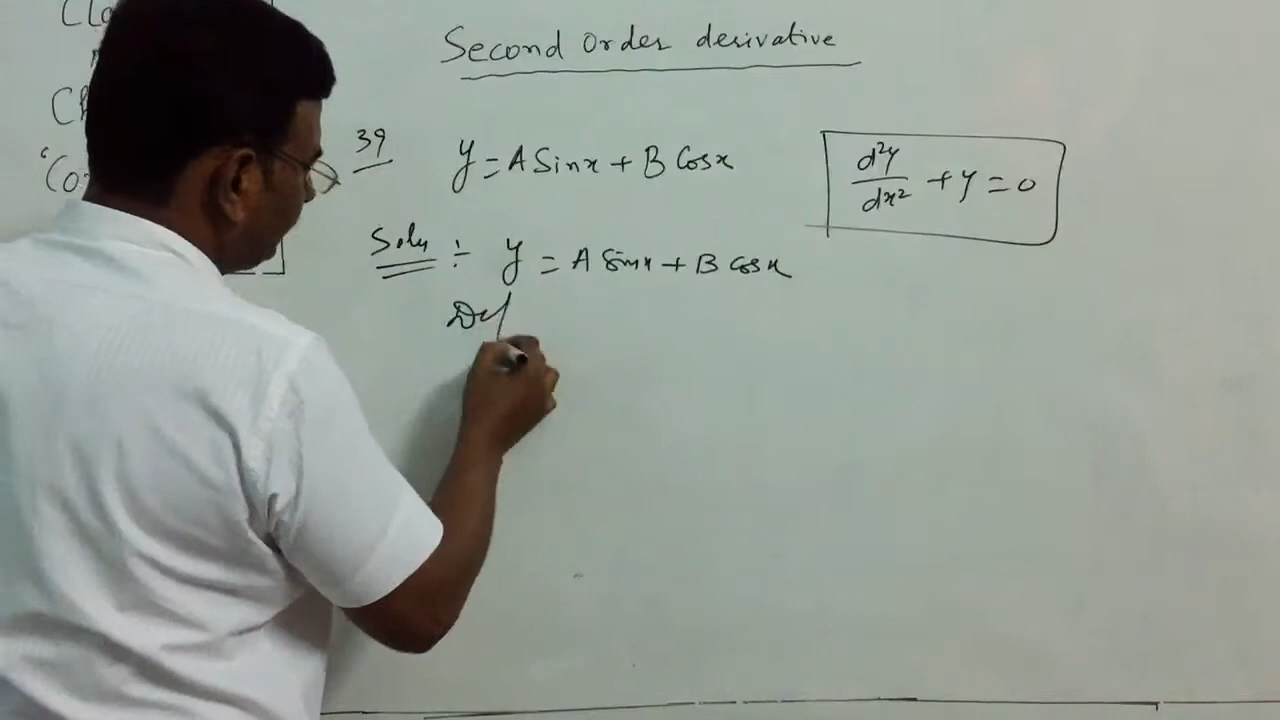 Second Order derivative
39 y = A Sinx + B Cosx
d²y/dx² + y = 0
Soln ÷ y = A Sinx + B Cosx